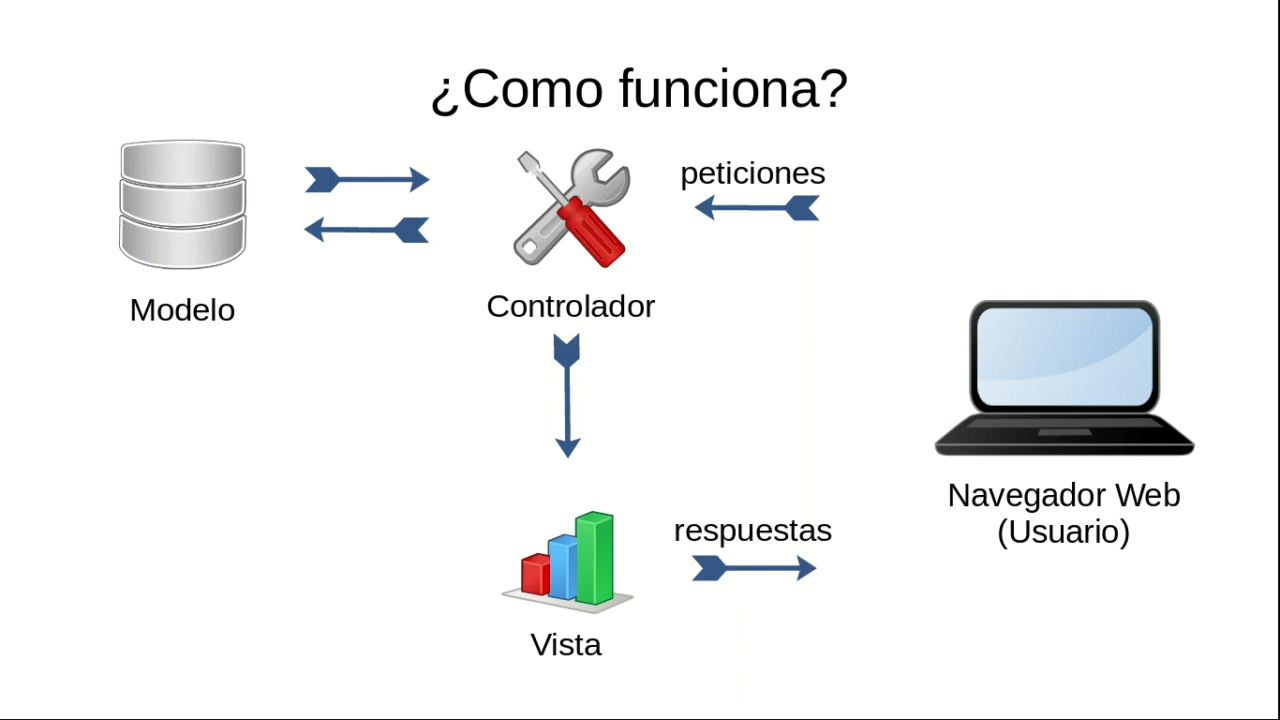 ¿Como funciona?
peticiones
Modelo
Controlador
Navegador Web
(Usuario)
respuestas
Vista